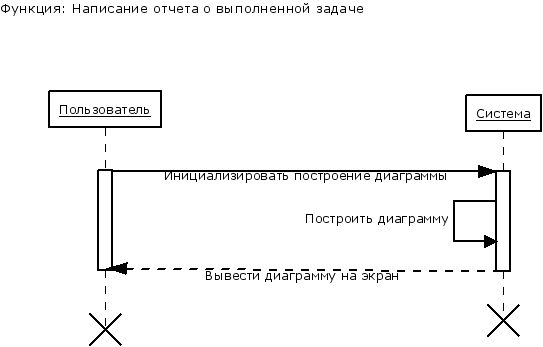 Функция: Написание отчета о выполненной задаче
Пользователь
Система
Инициализировать построение диаграммы
Построить диаграмму
Вывести диаграмму на экран